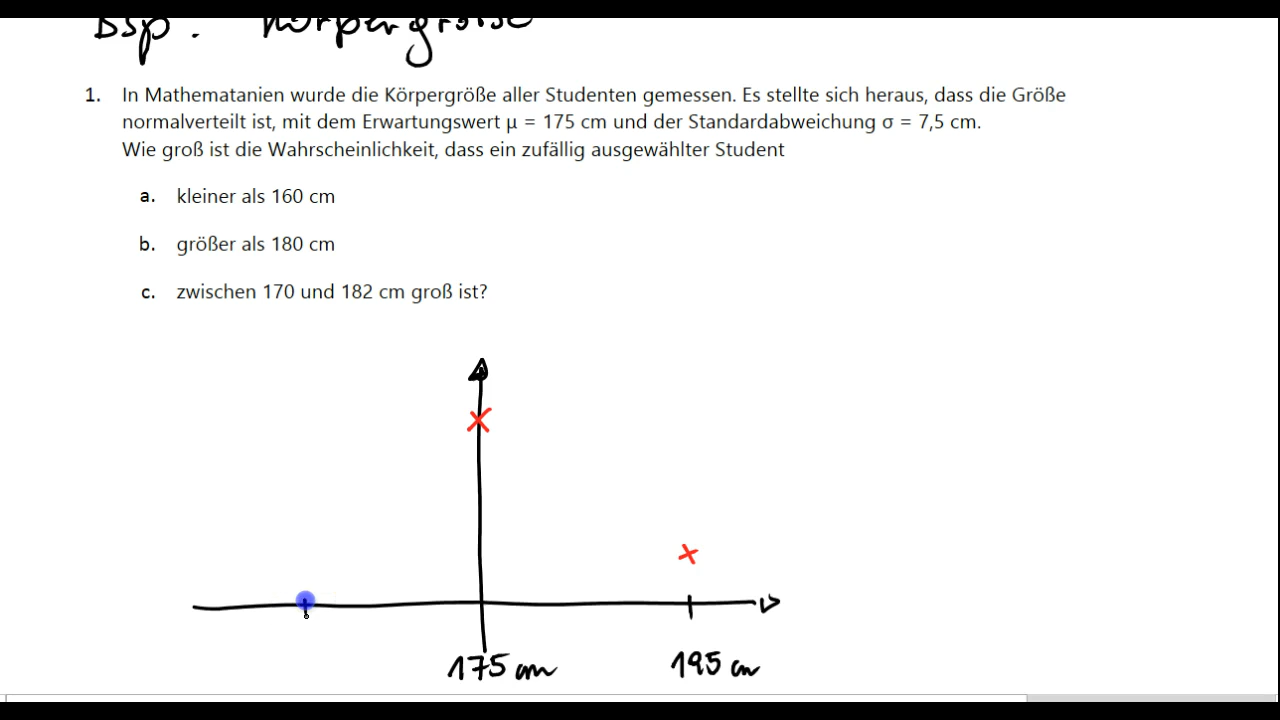 Bsp. Körpergröße
1. In Mathematanien wurde die Körpergröße aller Studenten gemessen. Es stellte sich heraus, dass die Größe
normalverteilt ist, mit dem Erwartungswert μ = 175 cm und der Standardabweichung σ = 7,5 cm.
Wie groß ist die Wahrscheinlichkeit, dass ein zufällig ausgewählter Student
a. kleiner als 160 cm
b. größer als 180 cm
c. zwischen 170 und 182 cm groß ist?
175 cm 195 cm